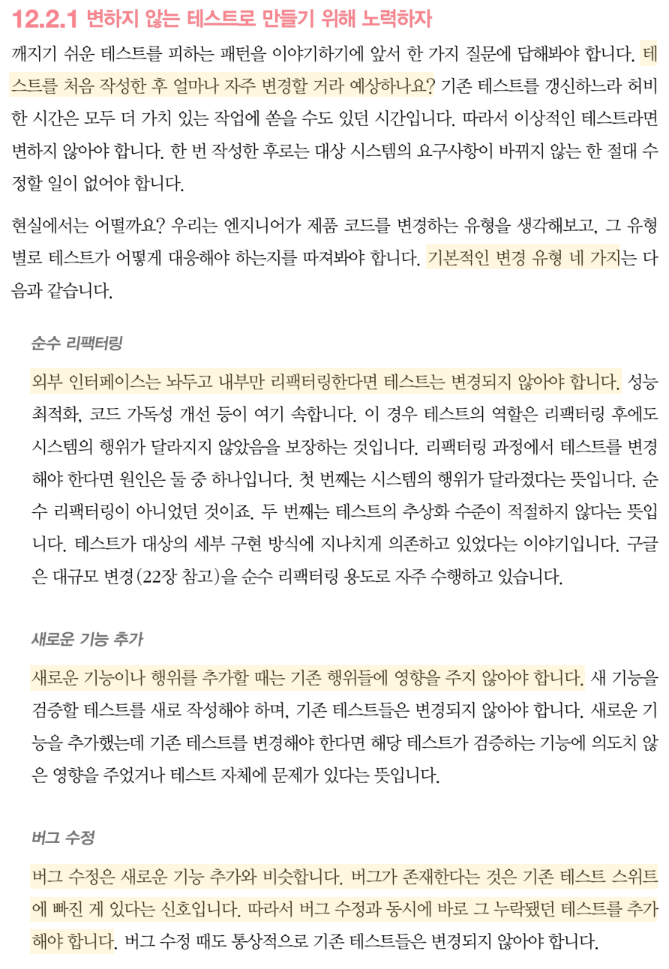 12.2.1 변하지 않는 테스트로 만들기 위해 노력하자
깨지기 쉬운 테스트를 피하는 패턴을 이야기하기에 앞서 한 가지 질문에 답해봐야 합니다. 테
스트를 처음 작성한 후 얼마나 자주 변경할 거라 예상하나요? 기존 테스트를 갱신하느라 허비
한 시간은 모두 더 가치 있는 작업에 쏟을 수도 있던 시간입니다. 따라서 이상적인 테스트라면
변하지 않아야 합니다. 한 번 작성한 후로는 대상 시스템의 요구사항이 바뀌지 않는 한 절대 수
정할 일이 없어야 합니다.
현실에서는 어떨까요? 우리는 엔지니어가 제품 코드를 변경하는 유형을 생각해보고, 그 유형
별로 테스트가 어떻게 대응해야 하는지를 따져봐야 합니다. 기본적인 변경 유형 네 가지는 다
음과 같습니다.
순수 리팩터링
외부 인터페이스는 놔두고 내부만 리팩터링한다면 테스트는 변경되지 않아야 합니다. 성능
최적화, 코드 가독성 개선 등이 여기 속합니다. 이 경우 테스트의 역할은 리팩터링 후에도
시스템의 행위가 달라지지 않았음을 보장하는 것입니다. 리팩터링 과정에서 테스트를 변경
해야 한다면 원인은 둘 중 하나입니다. 첫 번째는 시스템의 행위가 달라졌다는 뜻입니다. 순
수 리팩터링이 아니었던 것이죠. 두 번째는 테스트의 추상화 수준이 적절하지 않다는 뜻입
니다. 테스트가 대상의 세부 구현 방식에 지나치게 의존하고 있었다는 이야기입니다. 구글
은 대규모 변경(22장 참고)을 순수 리팩터링 용도로 자주 수행하고 있습니다.
새로운 기능 추가
새로운 기능이나 행위를 추가할 때는 기존 행위들에 영향을 주지 않아야 합니다. 새 기능을
검증할 테스트를 새로 작성해야 하며, 기존 테스트들은 변경되지 않아야 합니다. 새로운 기
능을 추가했는데 기존 테스트를 변경해야 한다면 해당 테스트가 검증하는 기능에 의도치 않
은 영향을 주었거나 테스트 자체에 문제가 있다는 뜻입니다.
버그 수정
버그 수정은 새로운 기능 추가와 비슷합니다. 버그가 존재한다는 것은 기존 테스트 스위트
에 빠진 게 있다는 신호입니다. 따라서 버그 수정과 동시에 바로 그 누락됐던 테스트를 추가
해야 합니다. 버그 수정 때도 통상적으로 기존 테스트들은 변경되지 않아야 합니다.